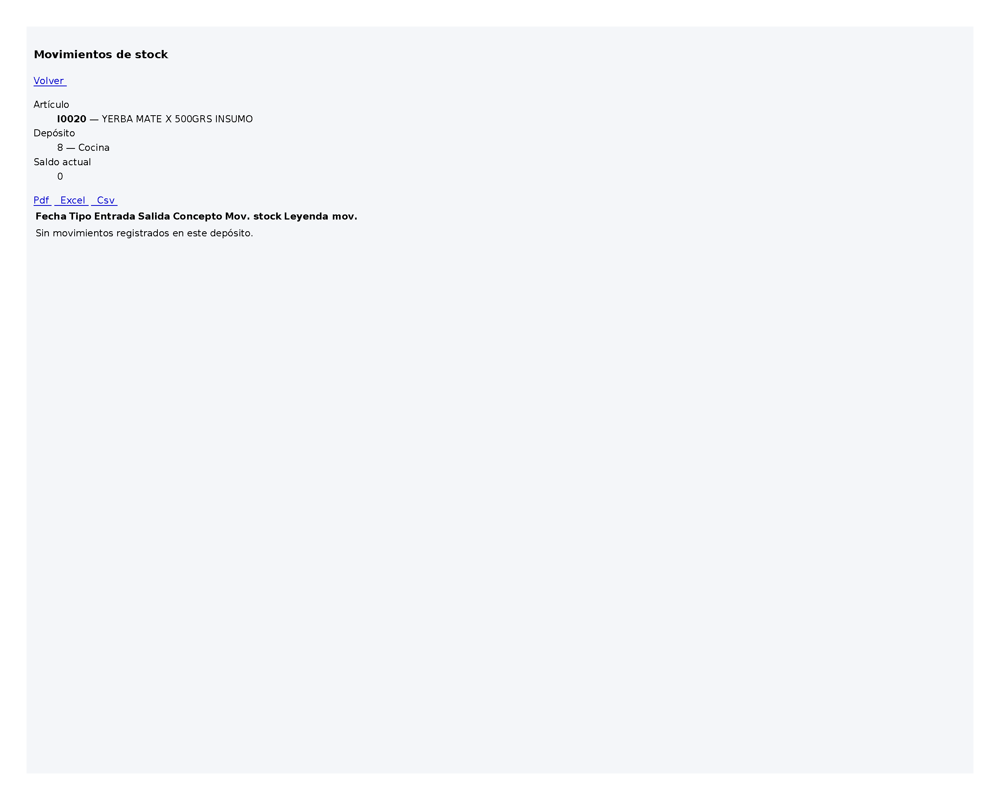 Movimientos de stock
Volver
Artículo
I0020 — YERBA MATE X 500GRS INSUMO
Depósito
8 — Cocina
Saldo actual
0
Pdf Excel Csv
Fecha Tipo Entrada Salida Concepto Mov. stock Leyenda mov.
Sin movimientos registrados en este depósito.